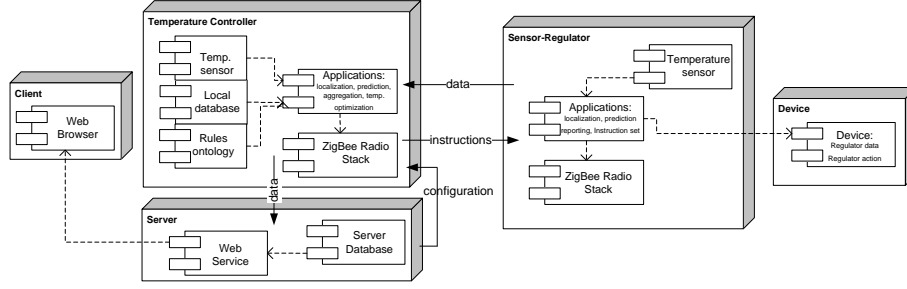 Temperature Controller
Temp.
sensor
Local
database
Rules
ontology
Applications:
localization, prediction,
aggregation, temp.
optimization
ZigBee Radio
Stack
Client
Web
Browser
data
instructions
configuration
data
Server
Web
Service
Server
Database
Sensor-Regulator
Temperature
sensor
Applications:
localization, prediction
reporting, Instruction set
ZigBee Radio
Stack
Device
Device:
Regulator data
Regulator action